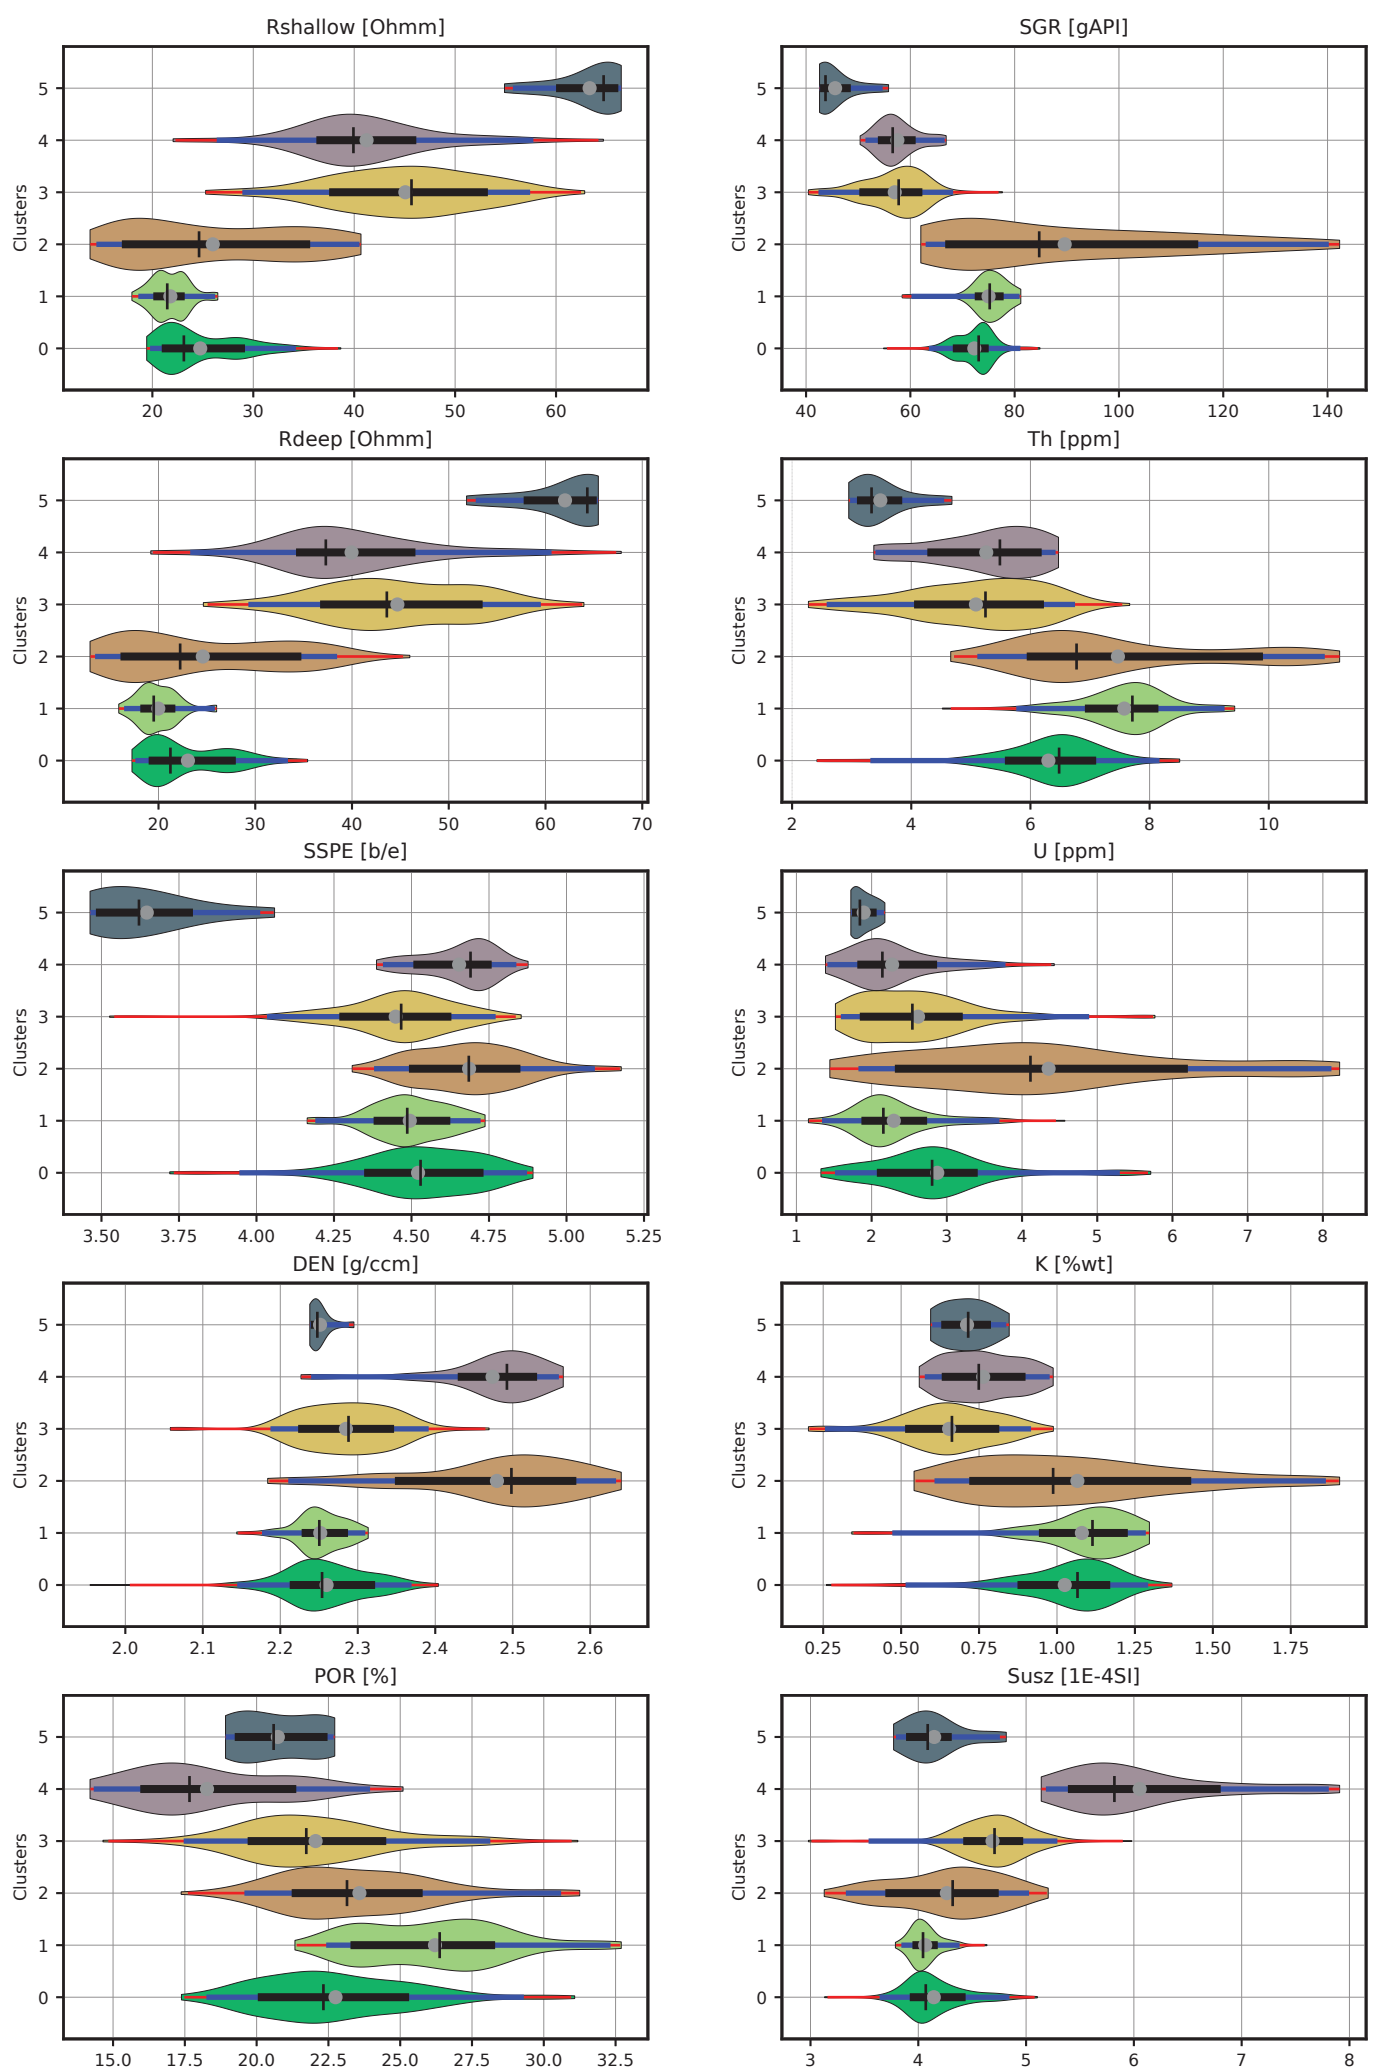 Rshallow [Ohmm]
SGR [gAPI]
Clusters
5
4
3
2
1
0
20 30 40 50 60
Clusters
5
4
3
2
1
0
40 60 80 100 120 140
Rdeep [Ohmm]
Th [ppm]
Clusters
5
4
3
2
1
0
20 30 40 50 60 70
Clusters
5
4
3
2
1
0
2 4 6 8 10
SSPE [b/e]
U [ppm]
Clusters
5
4
3
2
1
0
3.50 3.75 4.00 4.25 4.50 4.75 5.00 5.25
Clusters
5
4
3
2
1
0
1 2 3 4 5 6 7 8
DEN [g/ccm]
K [%wt]
Clusters
5
4
3
2
1
0
2.0 2.1 2.2 2.3 2.4 2.5 2.6
Clusters
5
4
3
2
1
0
0.25 0.50 0.75 1.00 1.25 1.50 1.75
POR [%]
Susz [1E-4SI]
Clusters
5
4
3
2
1
0
15.0 17.5 20.0 22.5 25.0 27.5 30.0 32.5
Clusters
5
4
3
2
1
0
3 4 5 6 7 8